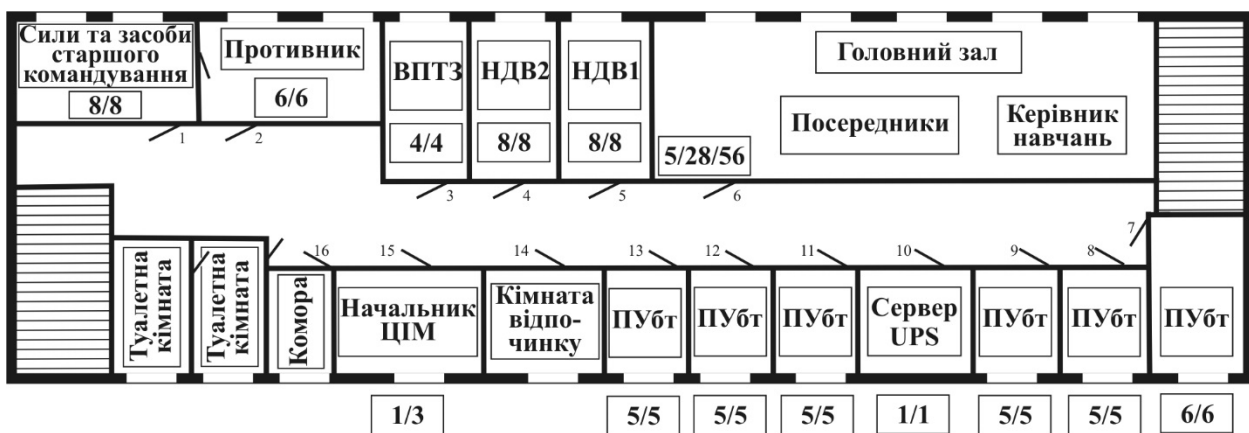 Сили та засоби
старшого
командування
8/8
Противник
6/6
ВПТЗ
4/4
НДВ2
8/8
НДВ1
8/8
Головний зал
Посередники
Керівник
навчань
5/28/56
1
2
3
4
5
6
7
16
15
14
13
12
11
10
9
8
Туалетна
кімната
Туалетна
кімната
Комора
Начальник
ЦІМ
Кімната
відпо-
чинку
ПУбт
ПУбт
ПУбт
Сервер
UPS
ПУбт
ПУбт
ПУбт
1/3
5/5
5/5
5/5
1/1
5/5
5/5
6/6